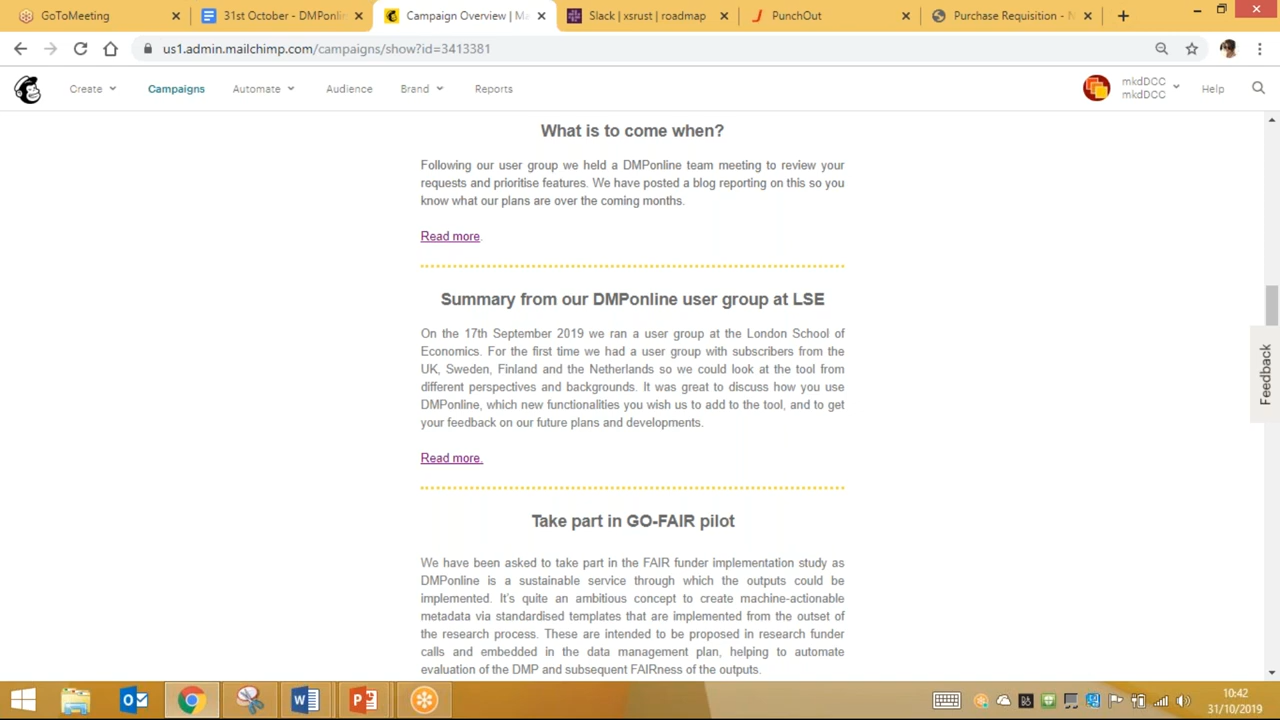 GoToMeeting
31st October - DMPonlin
Campaign Overview | Ma
Slack | xsrust | roadmap
PunchOut
Purchase Requisition - N
us1.admin.mailchimp.com/campaigns/show?id=3413381
Create
Campaigns
Automate
Audience
Brand
Reports
mkdDCC
mkdDCC
Help
What is to come when?
Following our user group we held a DMPonline team meeting to review your
requests and prioritise features. We have posted a blog reporting on this so you
know what our plans are over the coming months.
Read more.
Summary from our DMPonline user group at LSE
On the 17th September 2019 we ran a user group at the London School of
Economics. For the first time we had a user group with subscribers from the
UK, Sweden, Finland and the Netherlands so we could look at the tool from
different perspectives and backgrounds. It was great to discuss how you use
DMPonline, which new functionalities you wish us to add to the tool, and to get
your feedback on our future plans and developments.
Read more.
Take part in GO-FAIR pilot
We have been asked to take part in the FAIR funder implementation study as
DMPonline is a sustainable service through which the outputs could be
implemented. It's quite an ambitious concept to create machine-actionable
metadata via standardised templates that are implemented from the outset of
the research process. These are intended to be proposed in research funder
calls and embedded in the data management plan, helping to automate
evaluation of the DMP and subsequent FAIRness of the outputs.
Feedback
10:42
31/10/2019